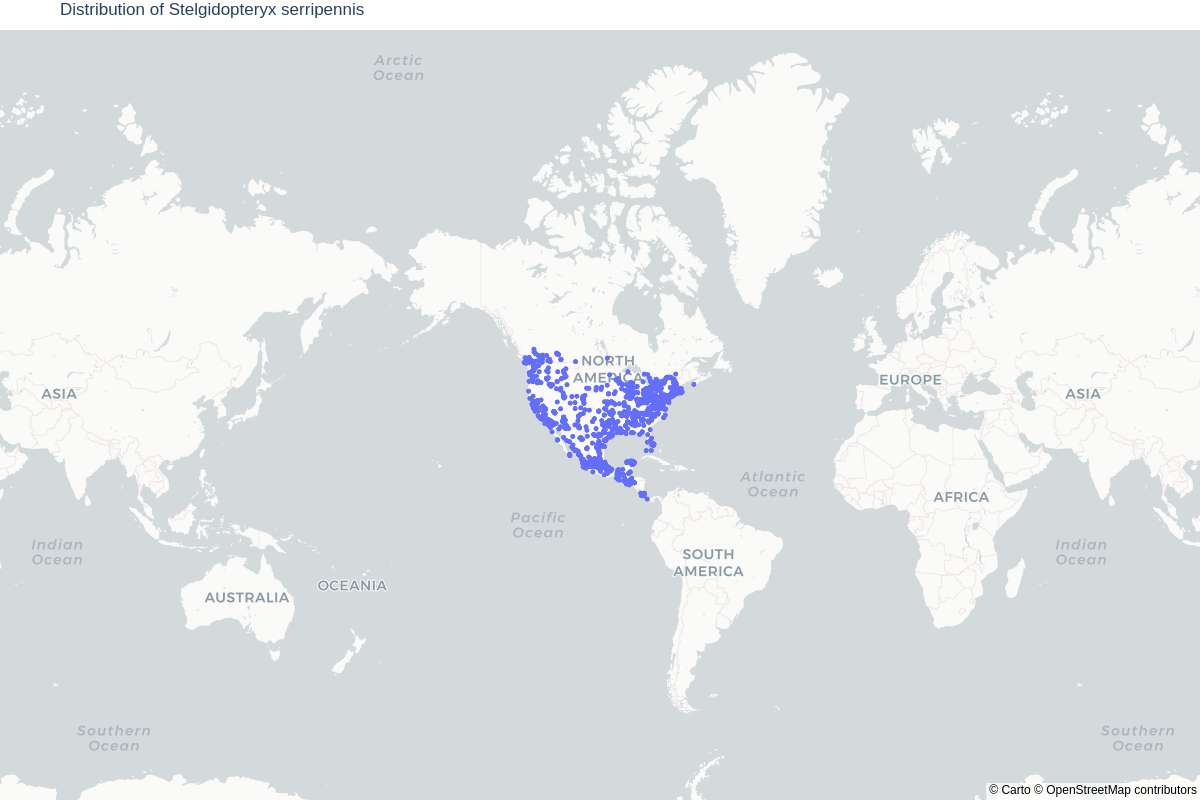 Distribution of Stelgidopteryx serripennis
Arctic
Ocean
NORTH
AMERICA
ASIA
EUROPE
ASIA
Atlantic
Ocean
AFRICA
Pacific
Ocean
Indian
Ocean
SOUTH
AMERICA
Indian
Ocean
OCEANIA
AUSTRALIA
Southern
Ocean
Southern
Ocean
© Carto © OpenStreetMap contributors